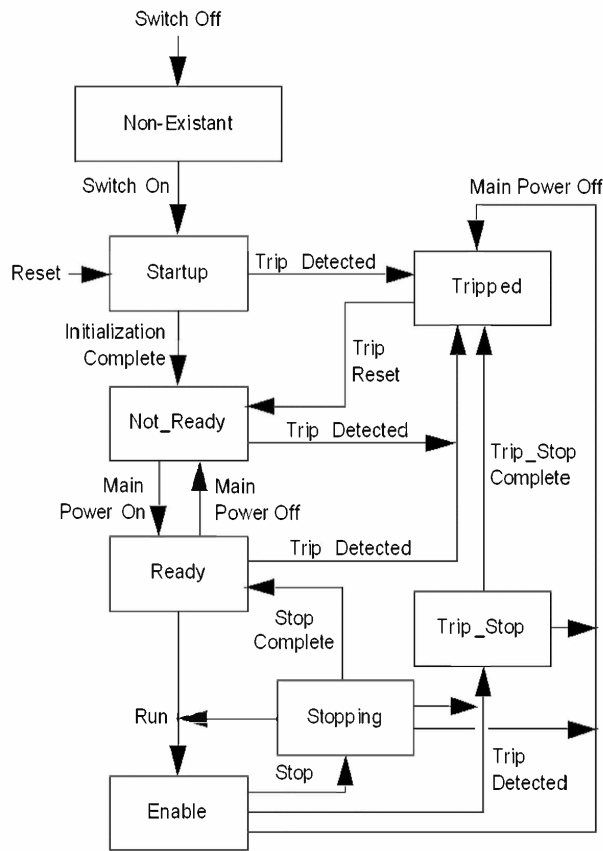 Switch Off
Non-Existant
Switch On
Main Power Off
Reset
Startup
Trip Detected
Tripped
Initialization
Complete
Trip
Reset
Not_Ready
Trip Detected
Trip_Stop
Complete
Main
Power On
Main
Power Off
Ready
Trip Detected
Stop
Complete
Trip_Stop
Run
Stopping
Stop
Trip
Detected
Enable